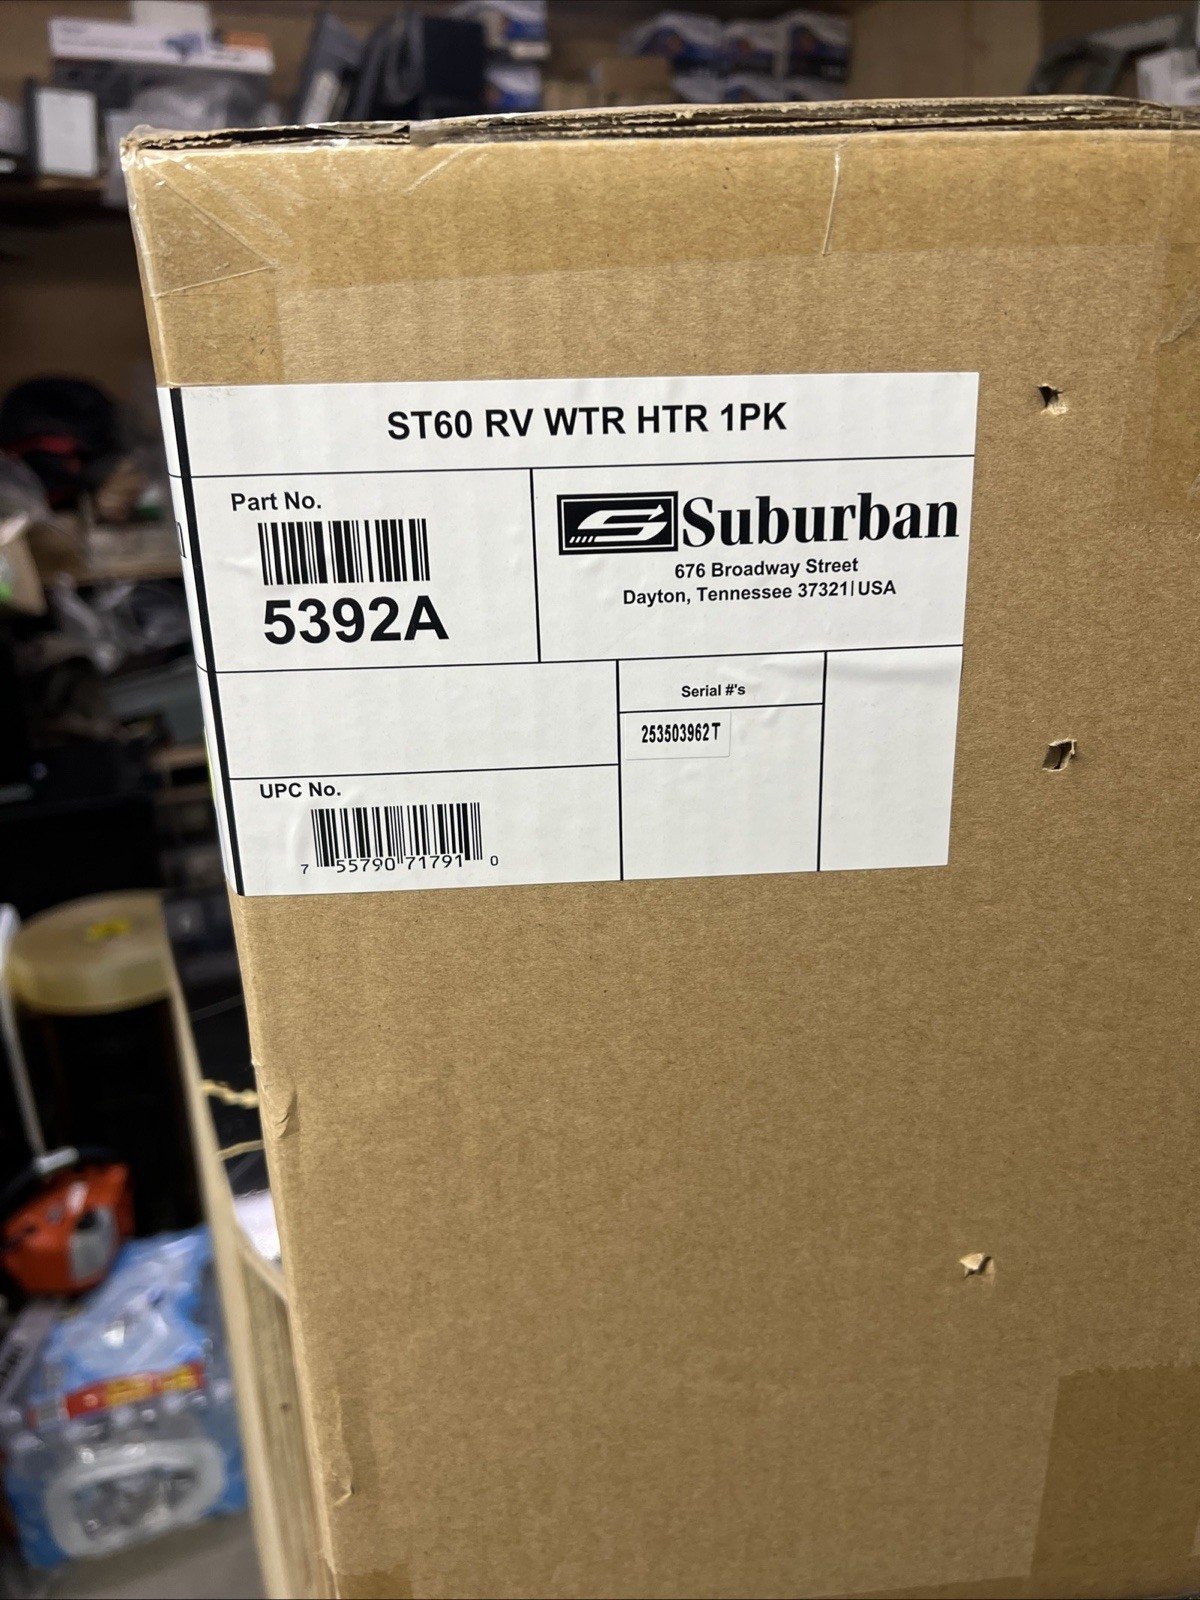 ST60 RV WTR HTR 1PK
Part No.
5392A
Suburban
676 Broadway Street
Dayton, Tennessee 37321 | USA
Serial #'s
253503962T
UPC No.
7 55790 71791 0